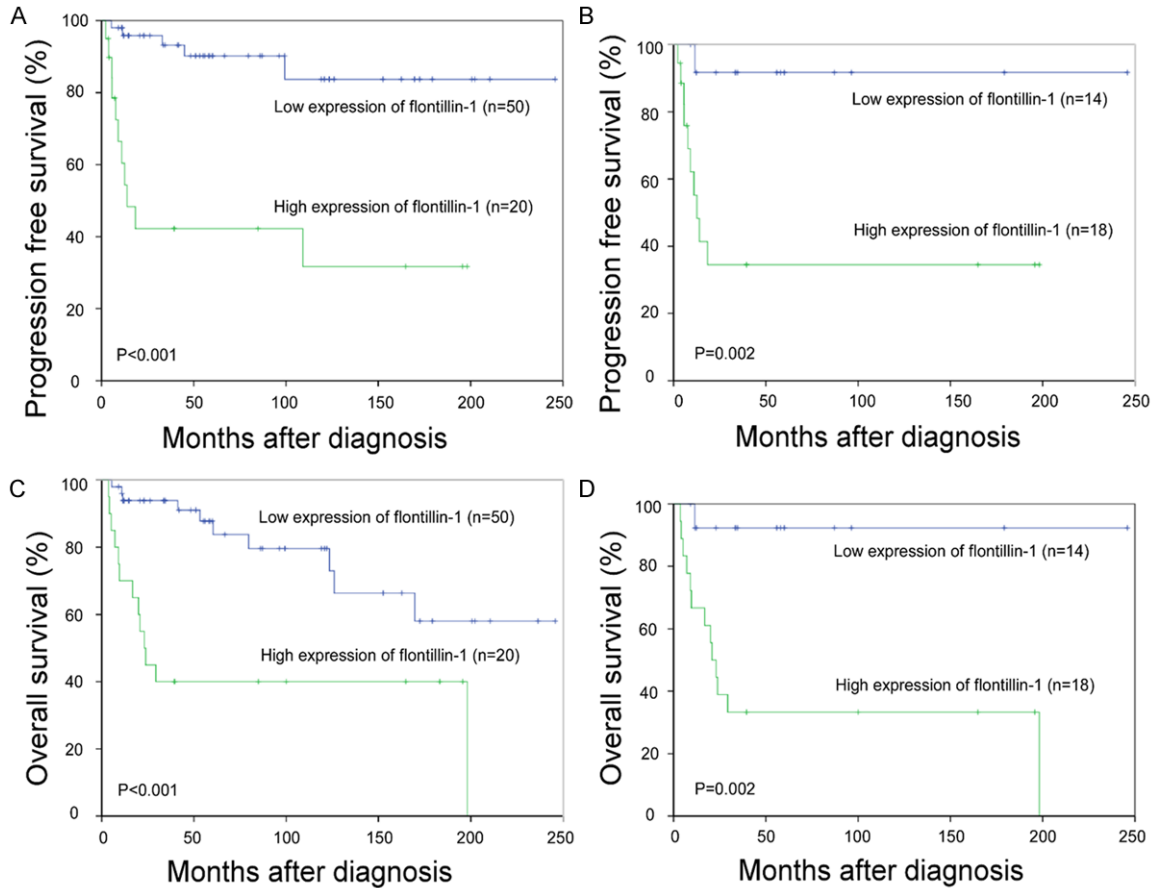 A
Progression free survival (%)
100
80
60
40
20
0
Low expression of flontillin-1 (n=50)
High expression of flontillin-1 (n=20)
P<0.001
0 50 100 150 200 250
Months after diagnosis
B
Progression free survival (%)
100
80
60
40
20
0
Low expression of flontillin-1 (n=14)
High expression of flontillin-1 (n=18)
P=0.002
0 50 100 150 200 250
Months after diagnosis
C
Overall survival (%)
100
80
60
40
20
0
Low expression of flontillin-1 (n=50)
High expression of flontillin-1 (n=20)
P<0.001
0 50 100 150 200 250
Months after diagnosis
D
Overall survival (%)
100
80
60
40
20
0
Low expression of flontillin-1 (n=14)
High expression of flontillin-1 (n=18)
P=0.002
0 50 100 150 200 250
Months after diagnosis